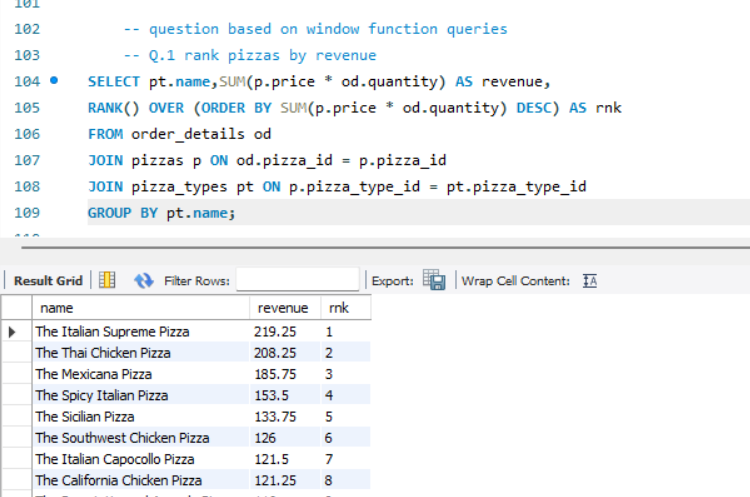 101
102 -- question based on window function queries
103 -- Q.1 rank pizzas by revenue
104 SELECT pt.name,SUM(p.price * od.quantity) AS revenue,
105 RANK() OVER (ORDER BY SUM(p.price * od.quantity) DESC) AS rnk
106 FROM order_details od
107 JOIN pizzas p ON od.pizza_id = p.pizza_id
108 JOIN pizza_types pt ON p.pizza_type_id = pt.pizza_type_id
109 GROUP BY pt.name;
110
Result Grid Filter Rows: Export: Wrap Cell Content:
name revenue rnk
The Italian Supreme Pizza 219.25 1
The Thai Chicken Pizza 208.25 2
The Mexicana Pizza 185.75 3
The Spicy Italian Pizza 153.5 4
The Sicilian Pizza 133.75 5
The Southwest Chicken Pizza 126 6
The Italian Capocollo Pizza 121.5 7
The California Chicken Pizza 121.25 8